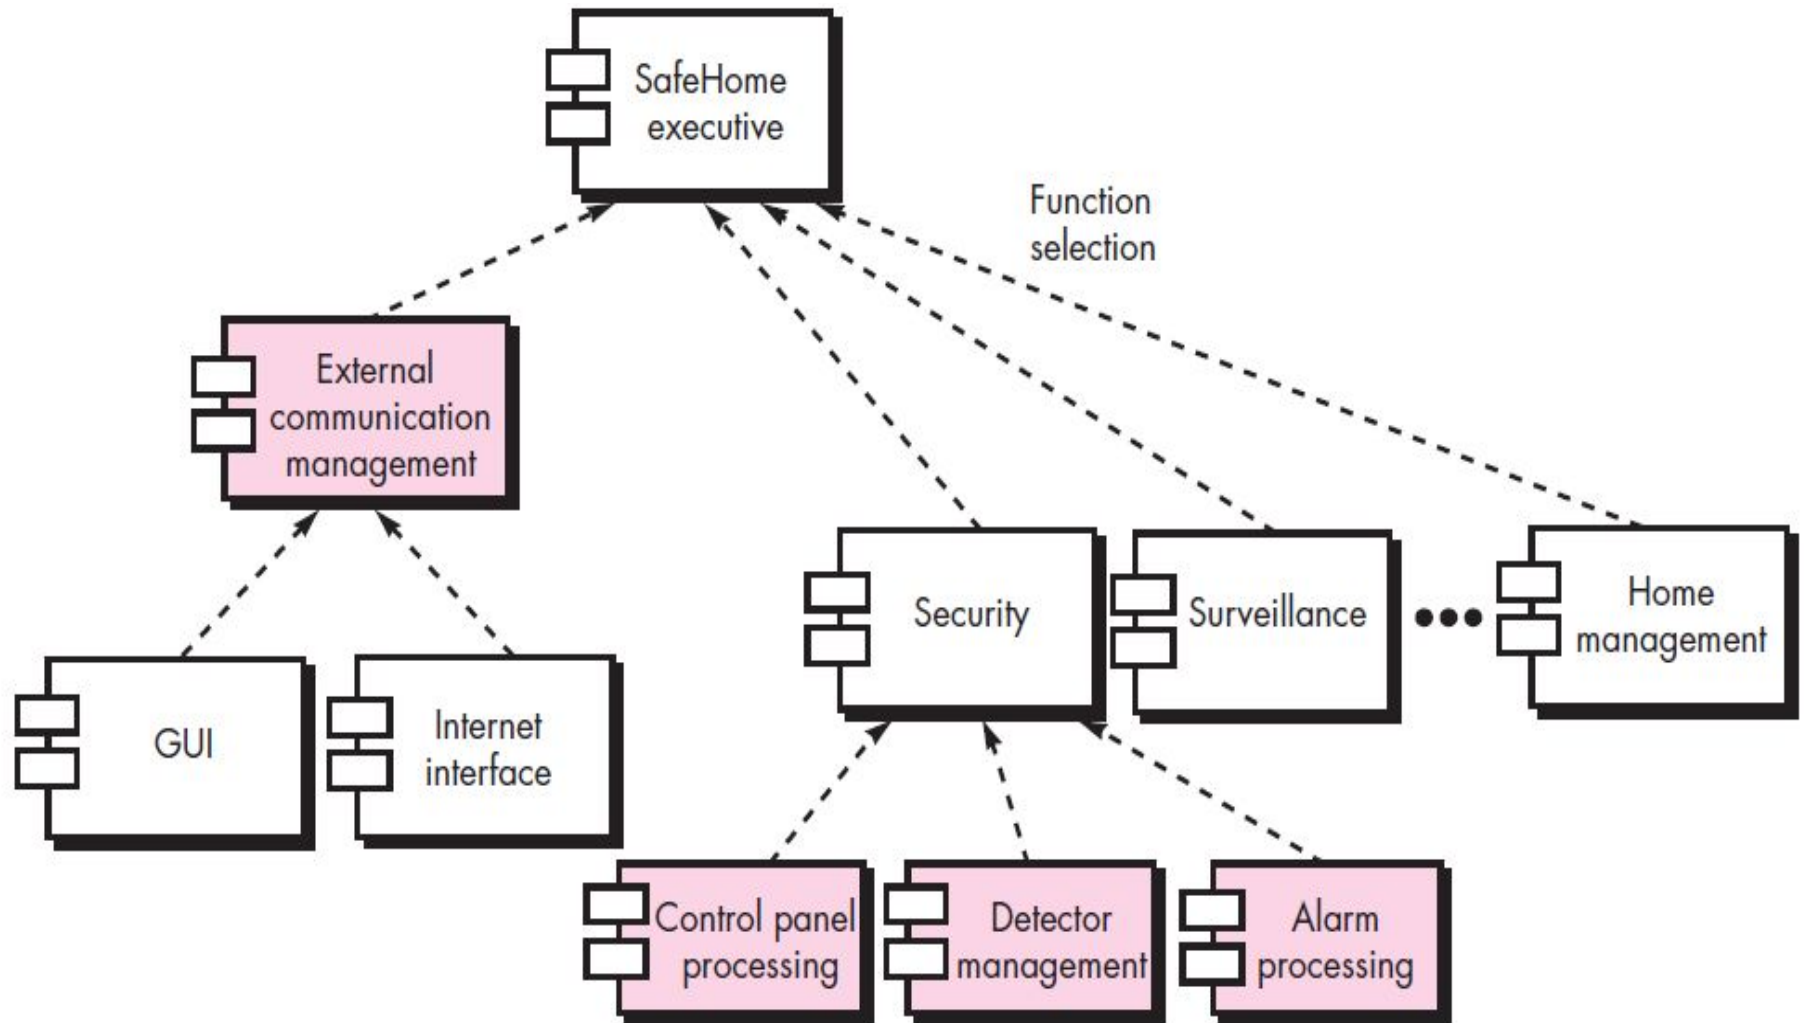 SafeHome
executive
Function
selection
External
communication
management
Security
Surveillance
Home
management
GUI
Internet
interface
Control panel
processing
Detector
management
Alarm
processing